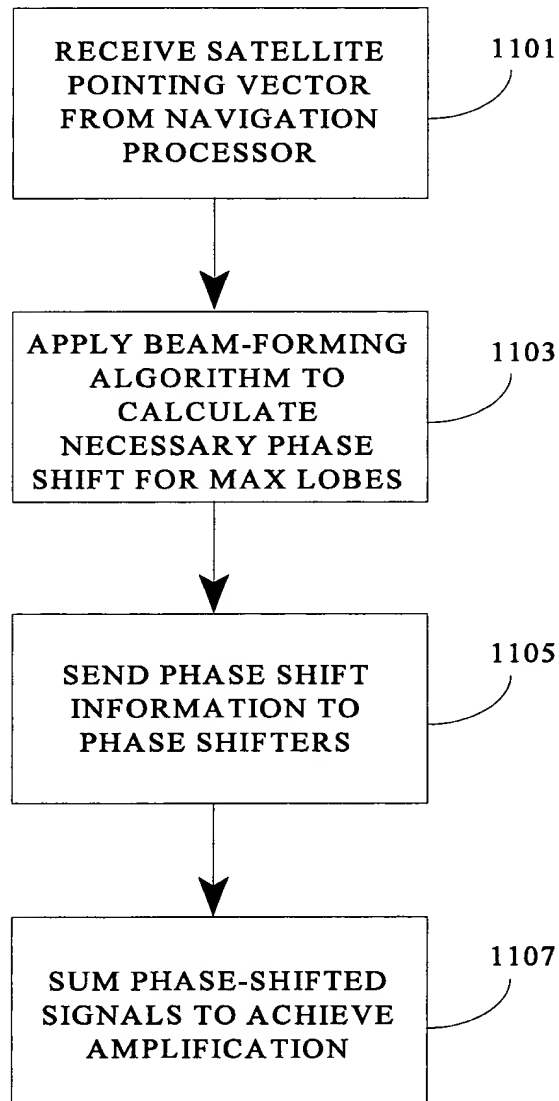 RECEIVE SATELLITE
POINTING VECTOR
FROM NAVIGATION
PROCESSOR
1101
APPLY BEAM-FORMING
ALGORITHM TO
CALCULATE
NECESSARY PHASE
SHIFT FOR MAX LOBES
1103
SEND PHASE SHIFT
INFORMATION TO
PHASE SHIFTERS
1105
SUM PHASE-SHIFTED
SIGNALS TO ACHIEVE
AMPLIFICATION
1107